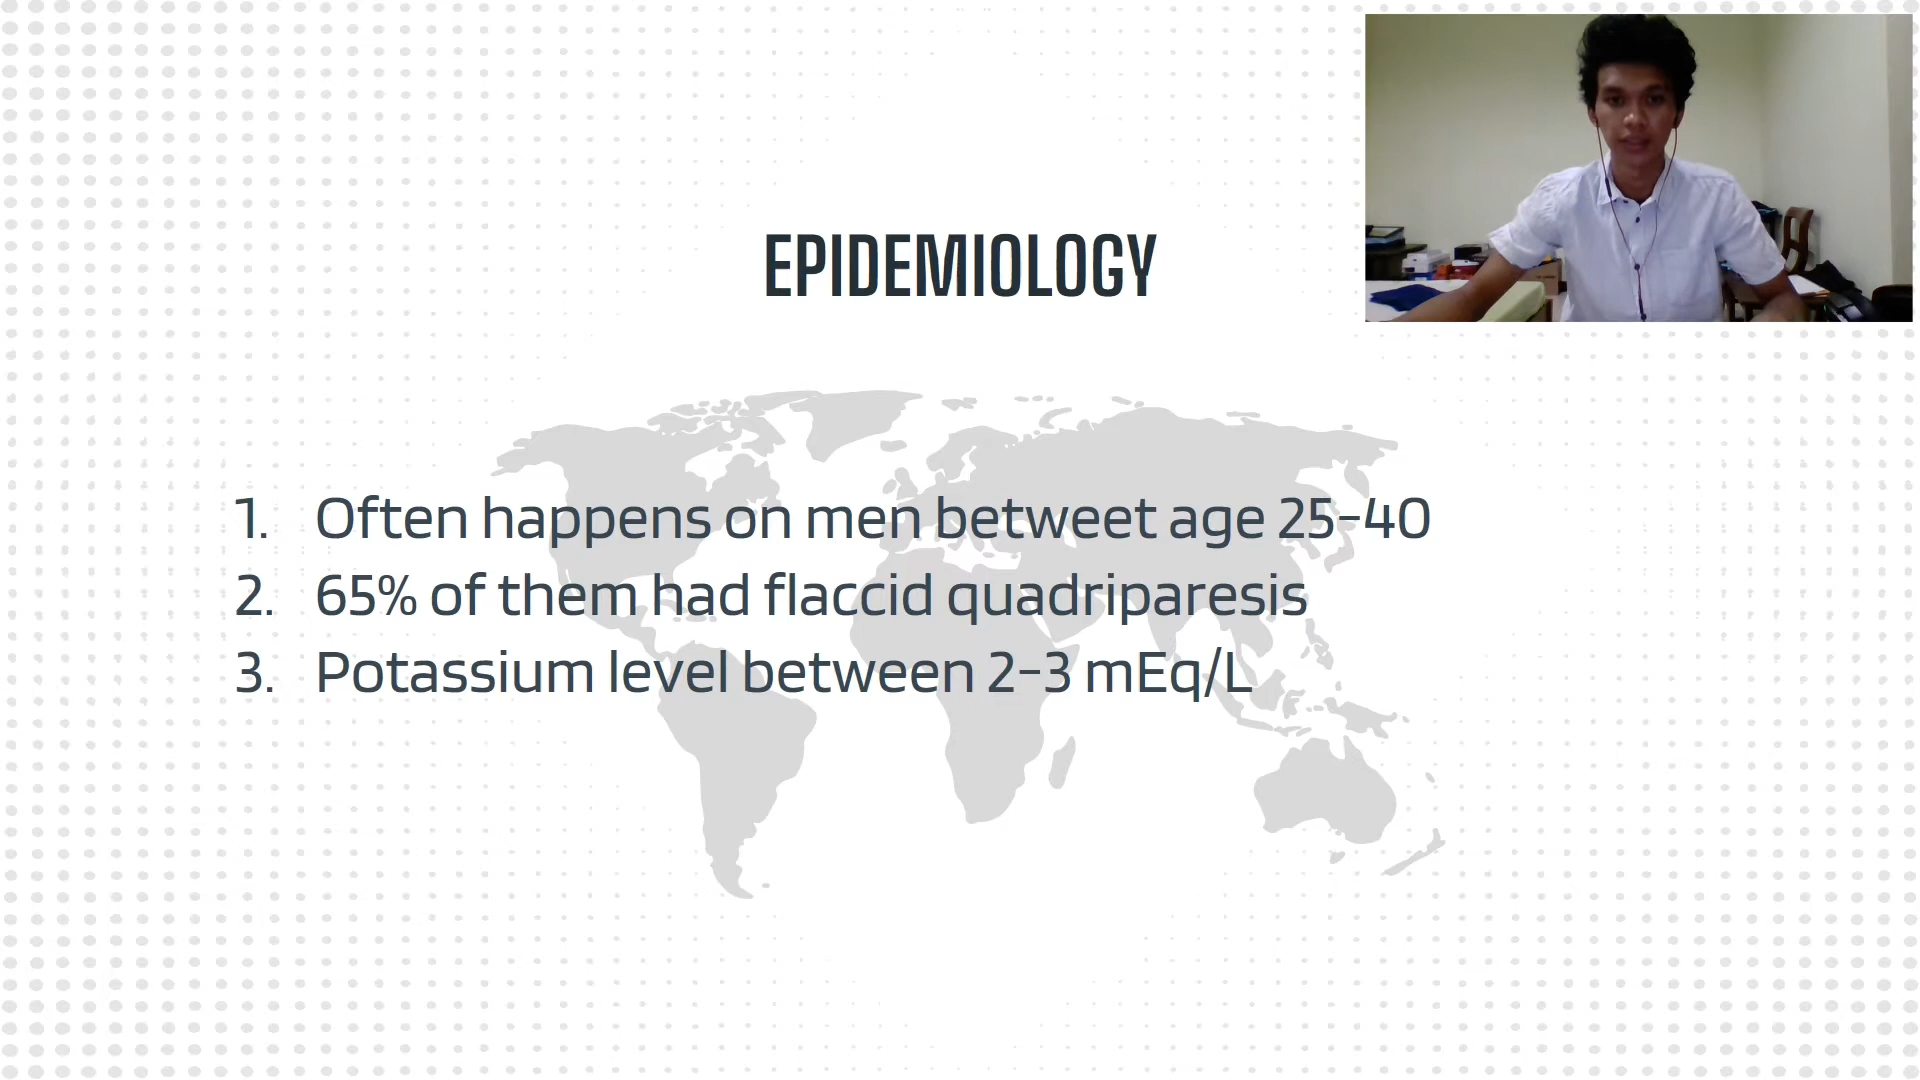 EPIDEMIOLOGY
1. Often happens on men betweet age 25-40
2. 65% of them had flaccid quadriparesis
3. Potassium level between 2-3 mEq/L